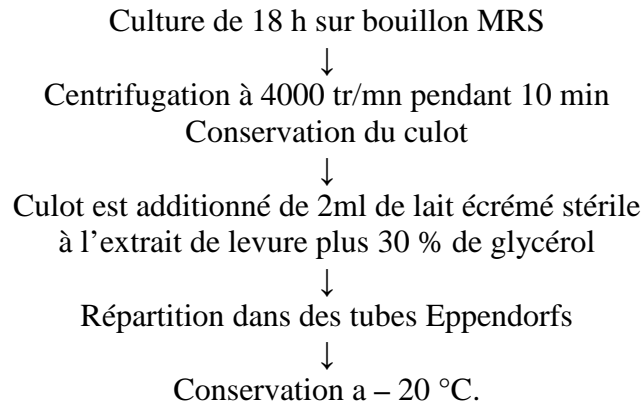 Culture de 18 h sur bouillon MRS
↓
Centrifugation à 4000 tr/mn pendant 10 min
Conservation du culot
↓
Culot est additionné de 2ml de lait écrémé stérile
à l’extrait de levure plus 30 % de glycérol
↓
Répartition dans des tubes Eppendorfs
↓
Conservation a – 20 °C.